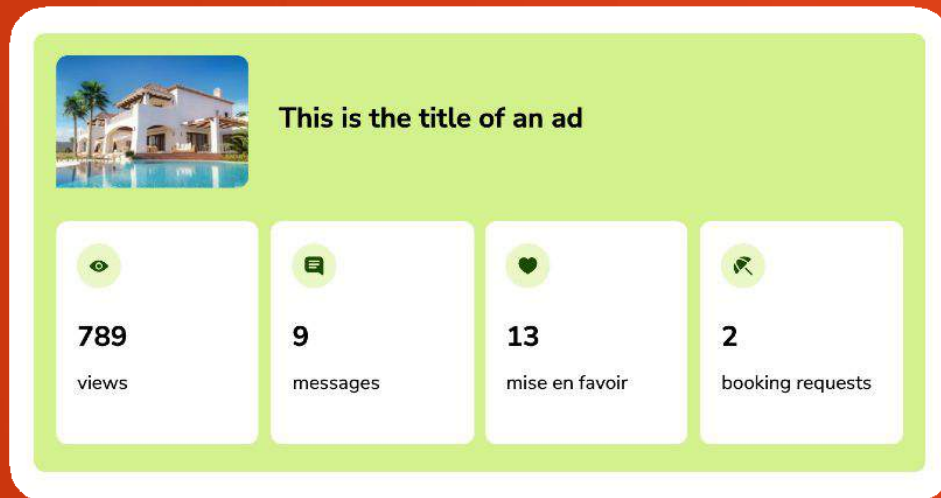 This is the title of an ad
789
views
9
messages
13
mise en favoir
2
booking requests